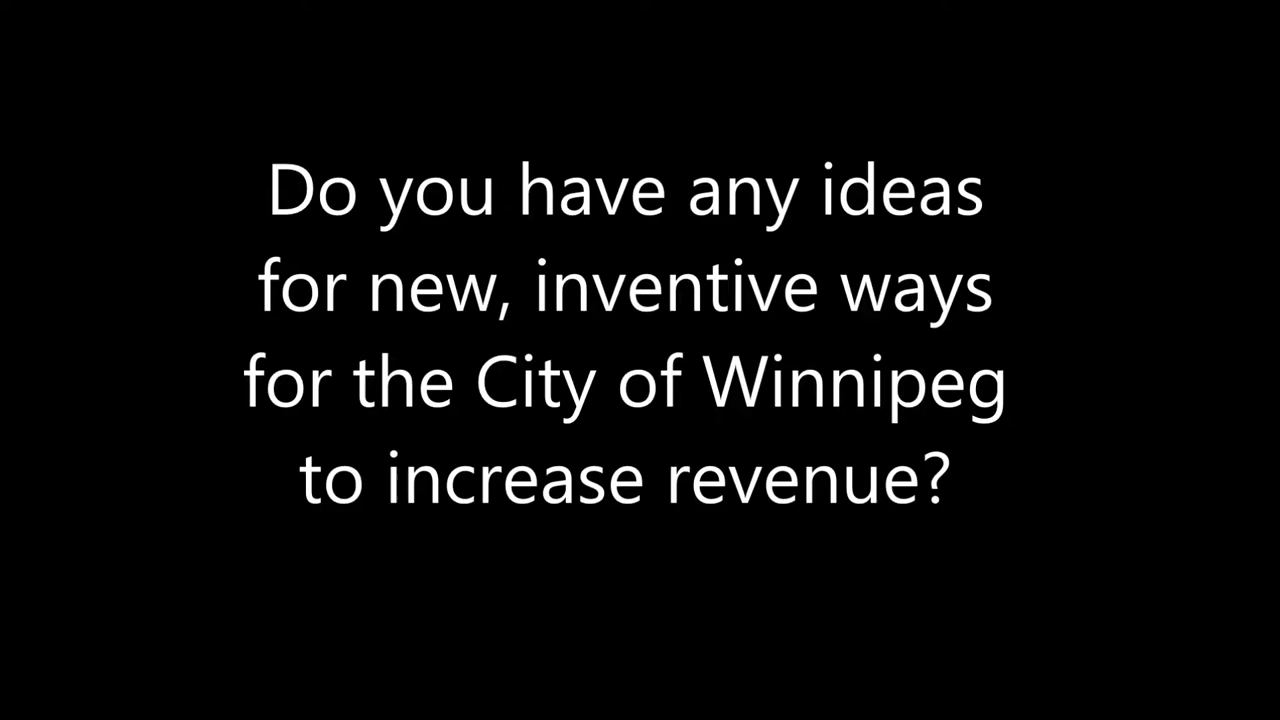 Do you have any ideas
for new, inventive ways
for the City of Winnipeg
to increase revenue?